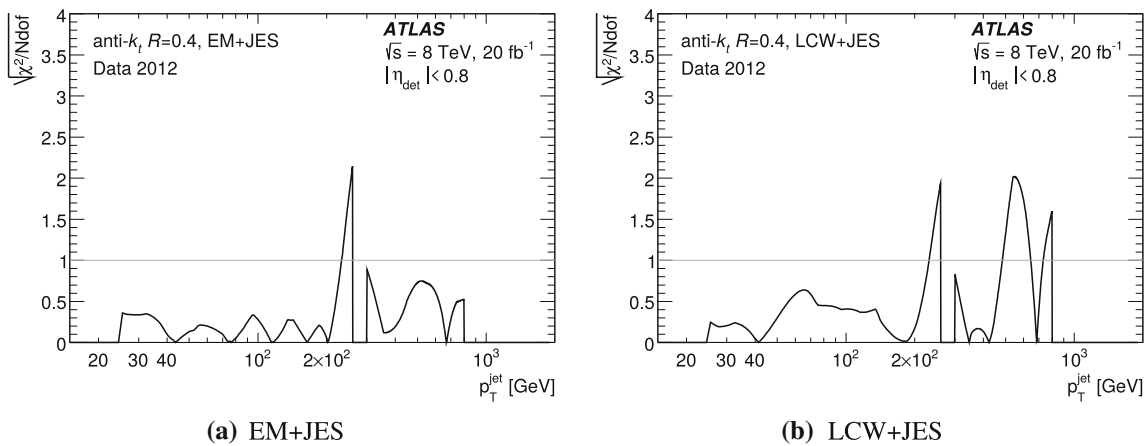 √χ²/Ndof
4
3.5
3
2.5
2
1.5
1
0.5
0
anti-kₜ R=0.4, EM+JES
Data 2012
ATLAS
√s = 8 TeV, 20 fb⁻¹
|η_det|<0.8
20 30 40 10² 2×10² 10³
p_T^jet [GeV]
(a) EM+JES
√χ²/Ndof
4
3.5
3
2.5
2
1.5
1
0.5
0
anti-kₜ R=0.4, LCW+JES
Data 2012
ATLAS
√s = 8 TeV, 20 fb⁻¹
|η_det|<0.8
20 30 40 10² 2×10² 10³
p_T^jet [GeV]
(b) LCW+JES